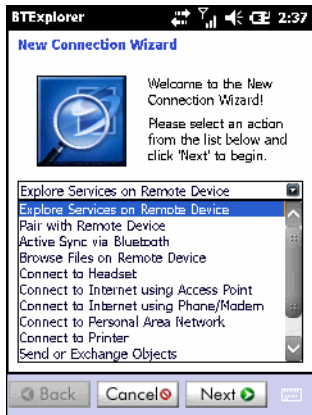 BTExplorer 2:37
New Connection Wizard
Welcome to the New
Connection Wizard!
Please select an action
from the list below and
click 'Next' to begin.
Explore Services on Remote Device
Explore Services on Remote Device
Pair with Remote Device
Active Sync via Bluetooth
Browse Files on Remote Device
Connect to Headset
Connect to Internet using Access Point
Connect to Internet using Phone/Modem
Connect to Personal Area Network
Connect to Printer
Send or Exchange Objects
Back Cancel Next